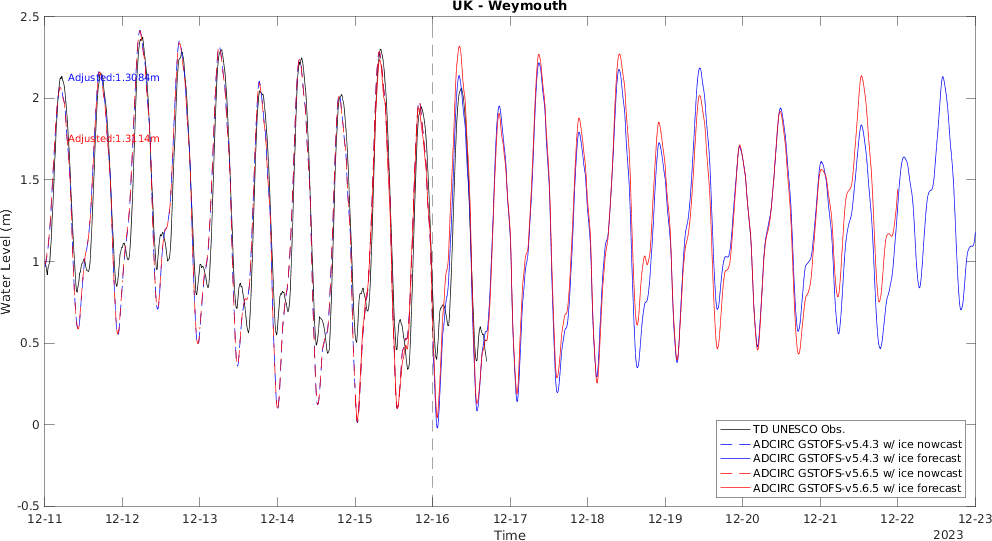 UK - Weymouth
2.5
2
1.5
1
0.5
0
-0.5
Water Level (m)
Adjusted:1.3084m
Adjusted:1.3114m
TD UNESCO Obs.
ADCIRC GSTOFS-v5.4.3 w/ ice nowcast
ADCIRC GSTOFS-v5.4.3 w/ ice forecast
ADCIRC GSTOFS-v5.6.5 w/ ice nowcast
ADCIRC GSTOFS-v5.6.5 w/ ice forecast
12-11 12-12 12-13 12-14 12-15 12-16 12-17 12-18 12-19 12-20 12-21 12-22 12-23
Time
2023